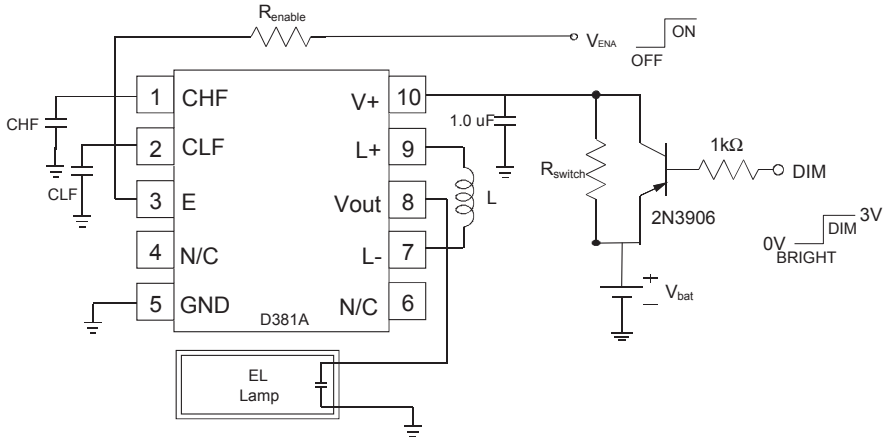 Renable
VENA
ON
OFF
1 CHF
V+ 10
CHF
1.0 uF
2 CLF
L+ 9
1kΩ
DIM
CLF
Rswitch
3 E
Vout 8
L
2N3906
3V
DIM
0V
BRIGHT
4 N/C
L- 7
+
Vbat
–
5 GND
N/C 6
D381A
EL
Lamp